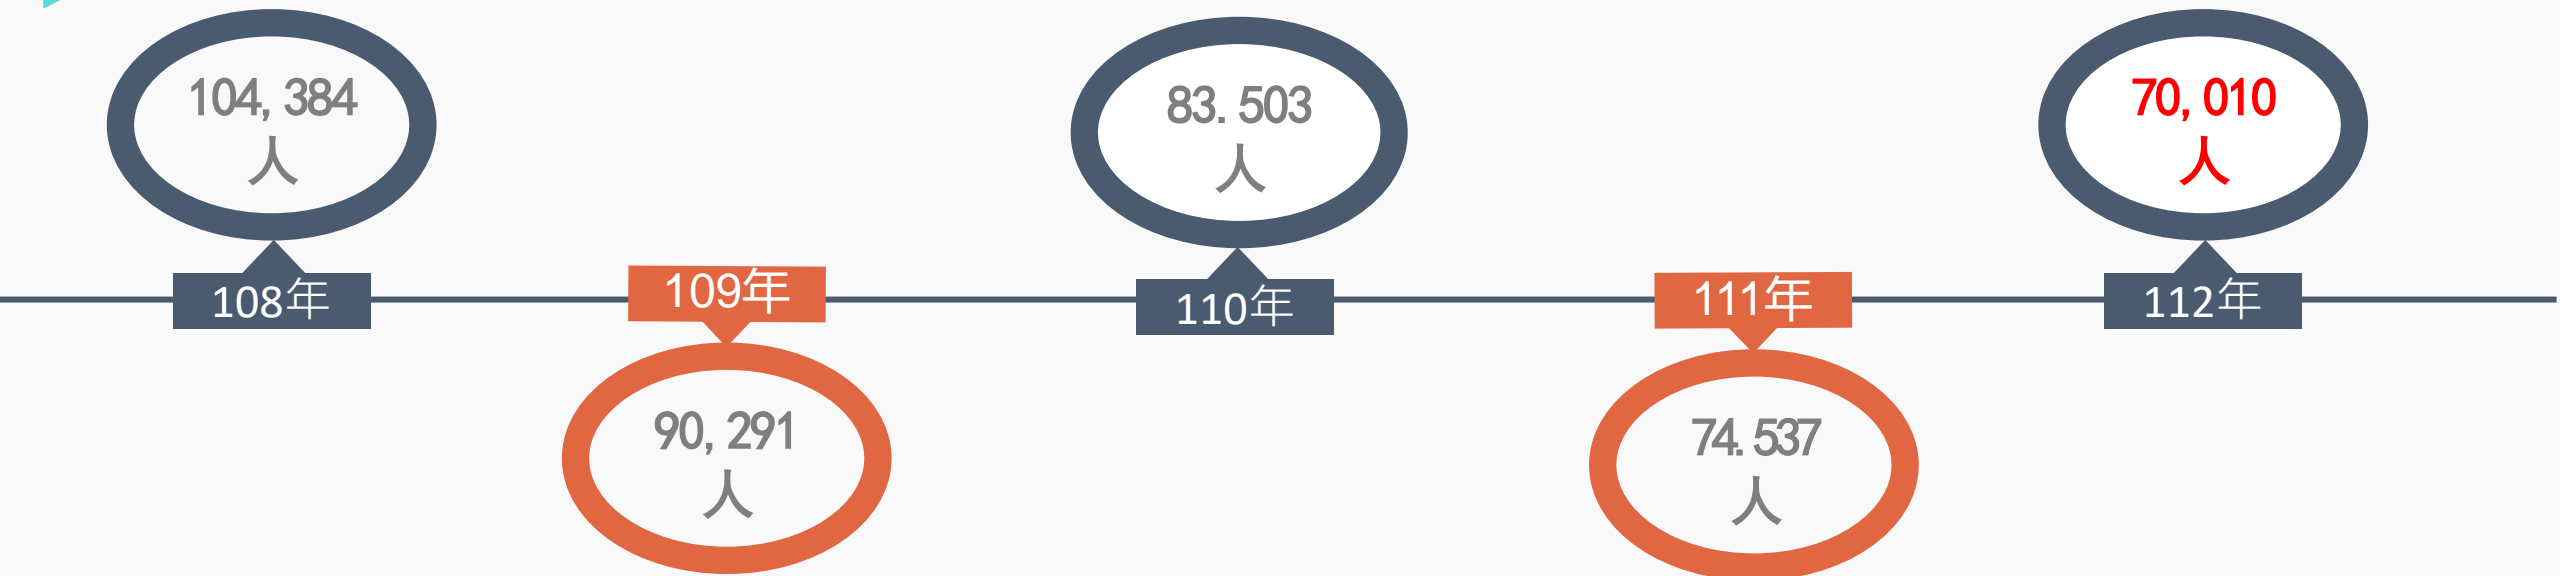 104,384
人
108年
109年
90,291
人
83.503
人
110年
111年
74.537
人
70,010
人
112年